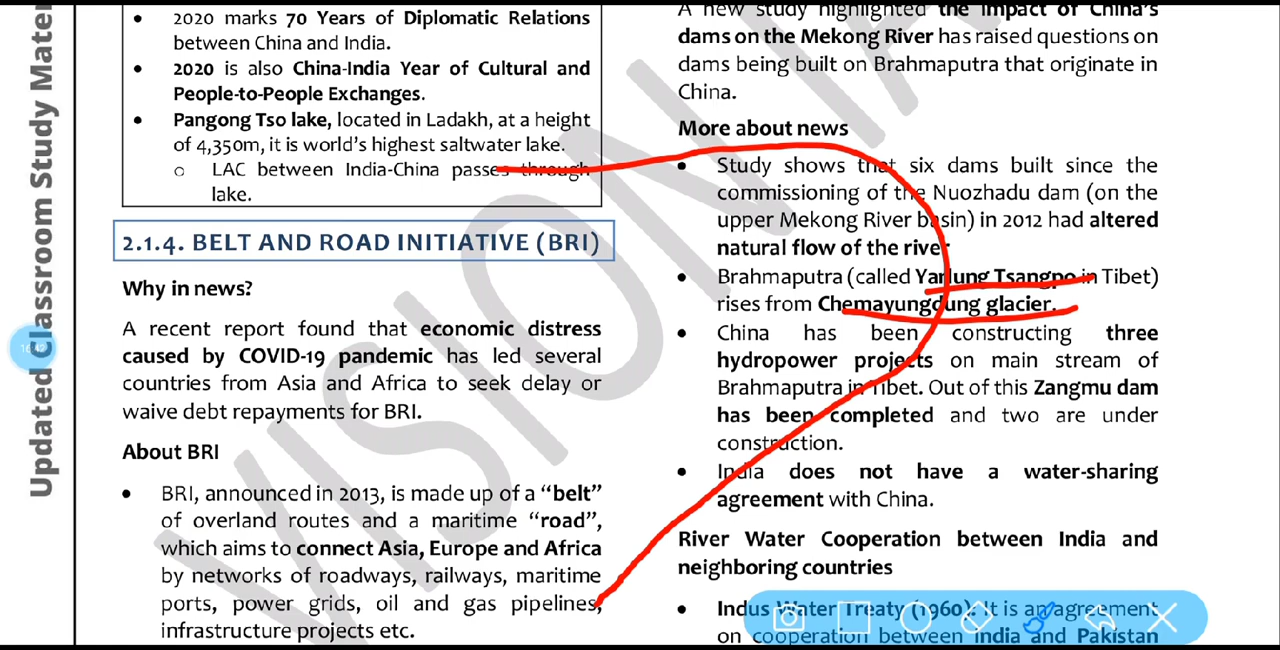 Updated Classroom Study Mater
2020 marks 70 Years of Diplomatic Relations
between China and India.
2020 is also China-India Year of Cultural and
People-to-People Exchanges.
Pangong Tso lake, located in Ladakh, at a height
of 4,350m, it is world's highest saltwater lake.
LAC between India-China passes through
lake.
2.1.4. BELT AND ROAD INITIATIVE (BRI)
Why in news?
A recent report found that economic distress
caused by COVID-19 pandemic has led several
countries from Asia and Africa to seek delay or
waive debt repayments for BRI.
About BRI
BRI, announced in 2013, is made up of a “belt”
of overland routes and a maritime “road”,
which aims to connect Asia, Europe and Africa
by networks of roadways, railways, maritime
ports, power grids, oil and gas pipelines,
infrastructure projects etc.
A new study highlighted the impact of China's
dams on the Mekong River has raised questions on
dams being built on Brahmaputra that originate in
China.
More about news
Study shows that six dams built since the
commissioning of the Nuozhadu dam (on the
upper Mekong River basin) in 2012 had altered
natural flow of the river
Brahmaputra (called Yarlung Tsangpo in Tibet)
rises from Chemayungdung glacier.
China has been constructing three
hydropower projects on main stream of
Brahmaputra in Tibet. Out of this Zangmu dam
has been completed and two are under
construction.
India does not have a water-sharing
agreement with China.
River Water Cooperation between India and
neighboring countries
Indus Water Treaty (1960): It is an agreement
on cooperation between India and Pakistan
VISION IA